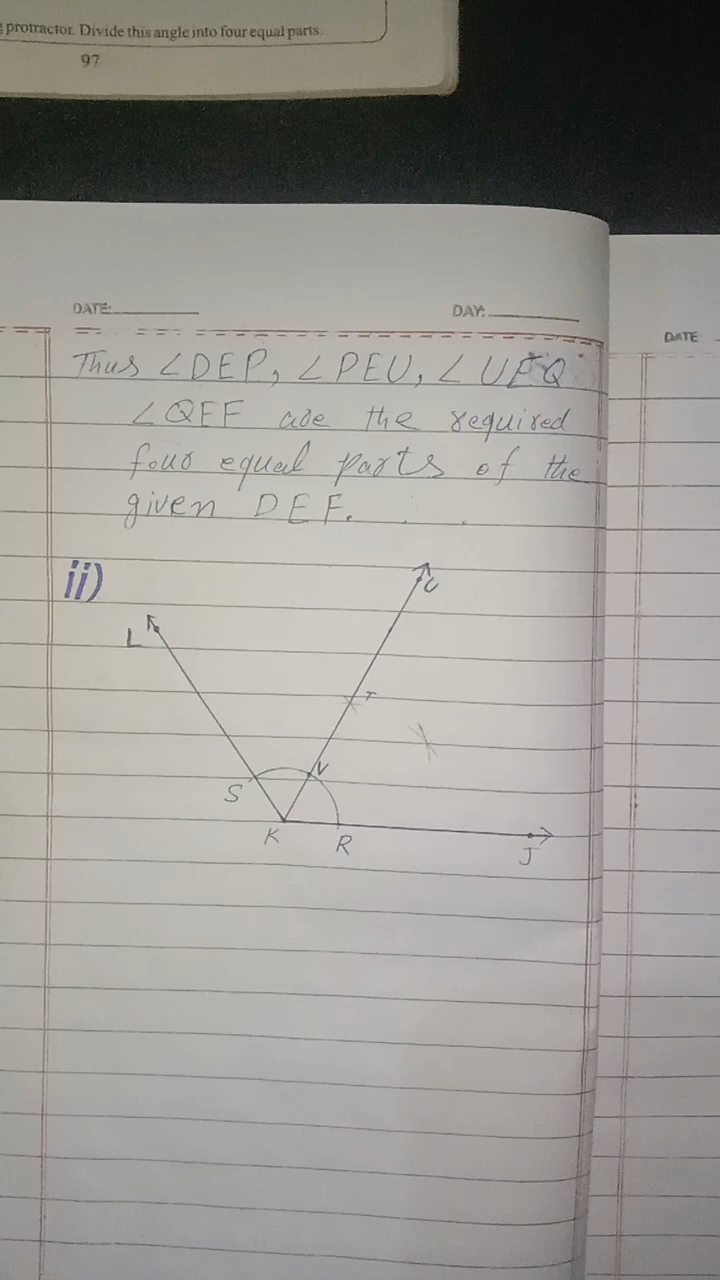 protractor. Divide this angle into four equal parts.
97
DATE: DAY:
DATE
Thus ∠DEP, ∠PEU, ∠UEQ
∠QEF are the required
four equal parts of the
given DEF.
ii)
L
U
T
V
S
K
R
J